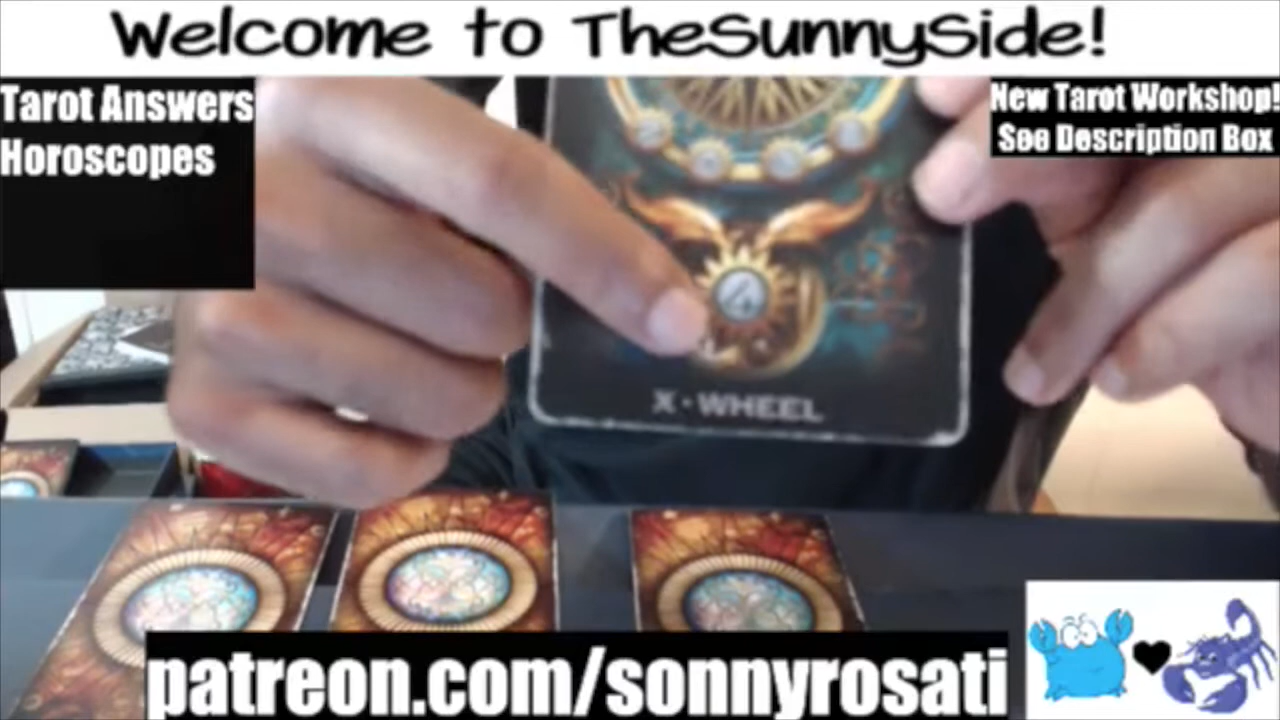 Welcome to TheSunnySide!
Tarot Answers
Horoscopes
New Tarot Workshop!
See Description Box
X·WHEEL
patreon.com/sonnyrosati